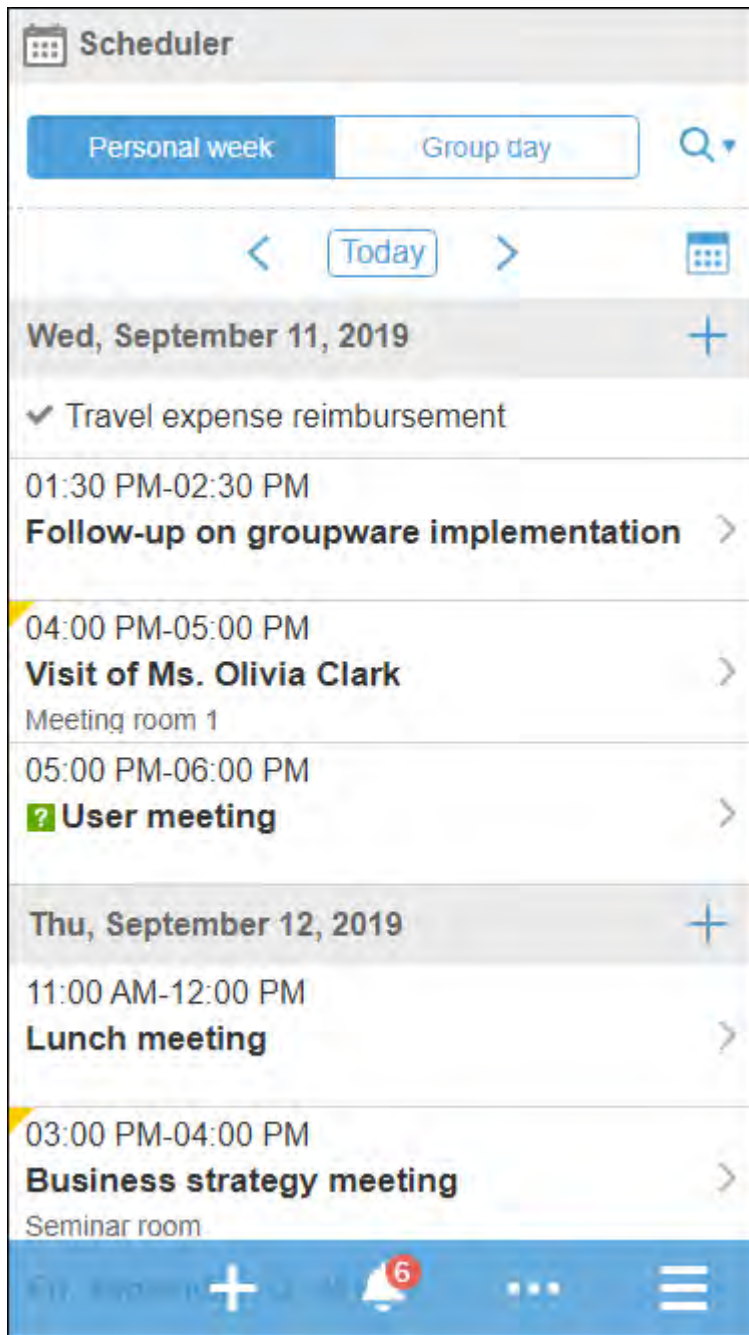 Scheduler
Personal week
Group day
Today
Wed, September 11, 2019
Travel expense reimbursement
01:30 PM-02:30 PM
Follow-up on groupware implementation
04:00 PM-05:00 PM
Visit of Ms. Olivia Clark
Meeting room 1
05:00 PM-06:00 PM
? User meeting
Thu, September 12, 2019
11:00 AM-12:00 PM
Lunch meeting
03:00 PM-04:00 PM
Business strategy meeting
Seminar room
6